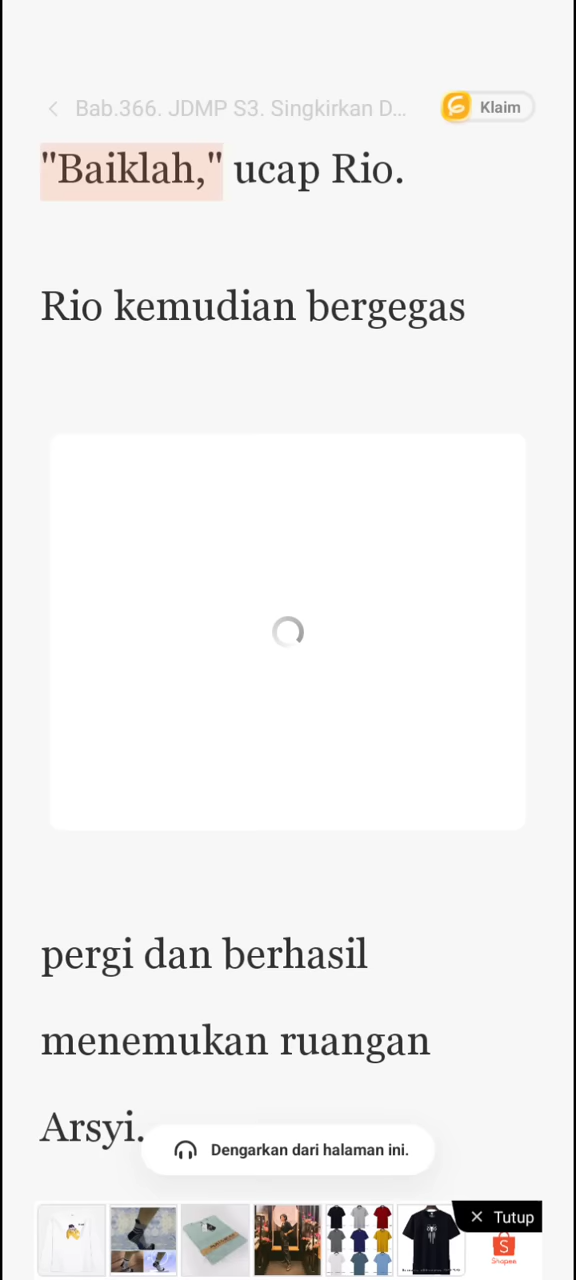 Bab.366. JDMP S3. Singkirkan D...
Klaim
"Baiklah," ucap Rio.
Rio kemudian bergegas
pergi dan berhasil
menemukan ruangan
Arsyi.
Dengarkan dari halaman ini.
Tutup
Shopee